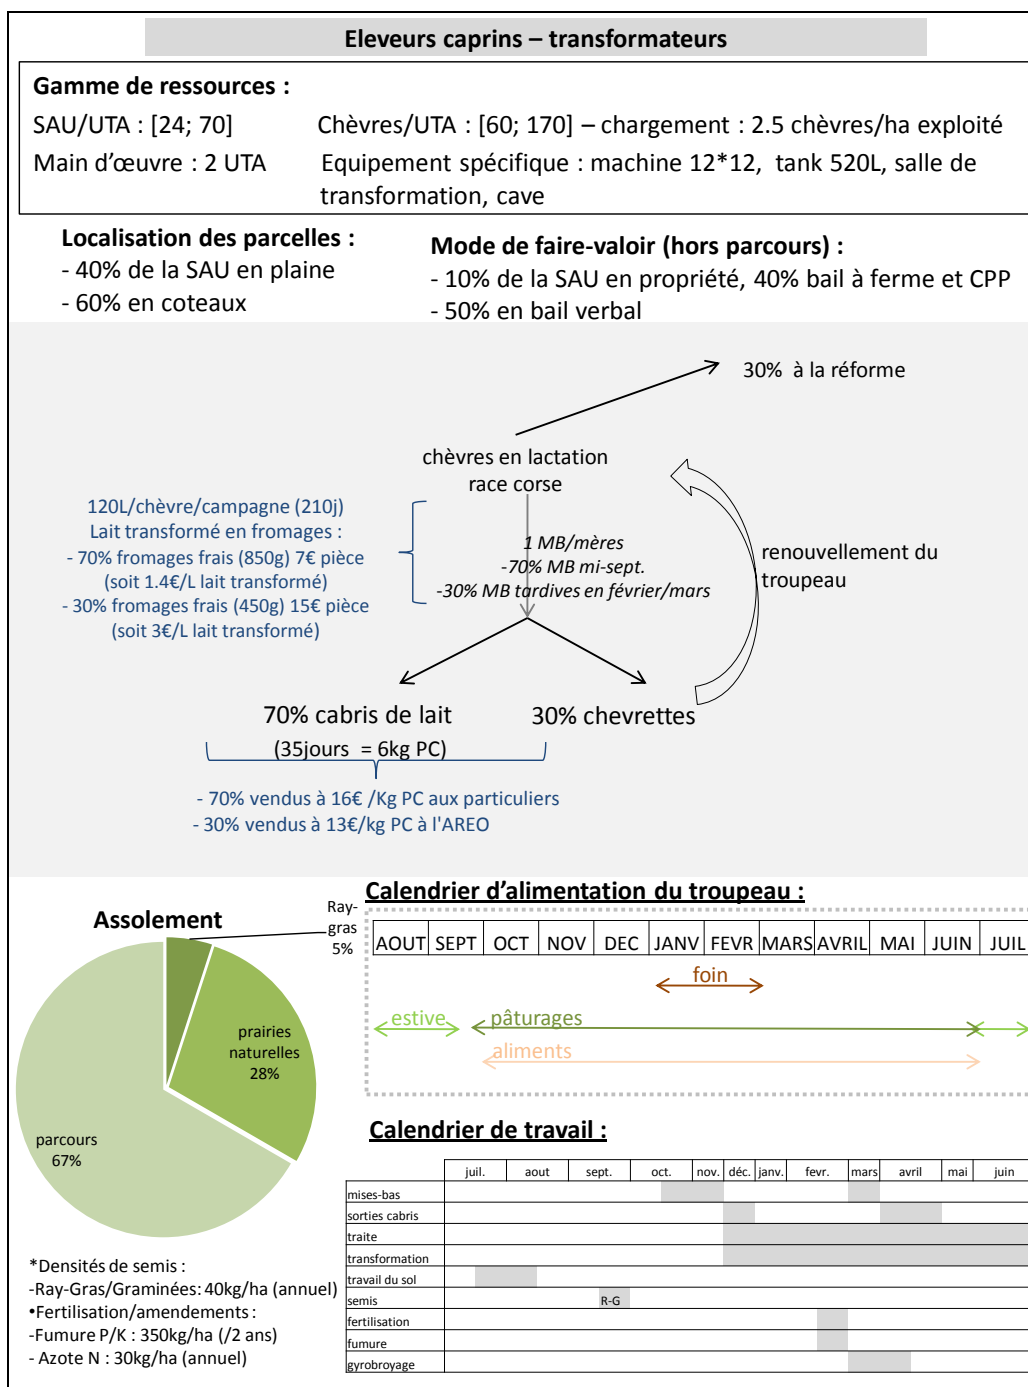 Eleveurs caprins – transformateurs
Gamme de ressources :
SAU/UTA : [24; 70]
Chèvres/UTA : [60; 170] – chargement : 2.5 chèvres/ha exploité
Main d'œuvre : 2 UTA
Equipement spécifique : machine 12*12, tank 520L, salle de
transformation, cave
Localisation des parcelles :
- 40% de la SAU en plaine
- 60% en coteaux
Mode de faire-valoir (hors parcours) :
- 10% de la SAU en propriété, 40% bail à ferme et CPP
- 50% en bail verbal
30% à la réforme
chèvres en lactation
race corse
120L/chèvre/campagne (210j)
Lait transformé en fromages :
- 70% fromages frais (850g) 7€ pièce
(soit 1.4€/L lait transformé)
- 30% fromages frais (450g) 15€ pièce
(soit 3€/L lait transformé)
1 MB/mères
-70% MB mi-sept.
-30% MB tardives en février/mars
renouvellement du
troupeau
70% cabris de lait
(35jours = 6kg PC)
30% chevrettes
- 70% vendus à 16€ /Kg PC aux particuliers
- 30% vendus à 13€/kg PC à l'AREO
Assolement
Ray-
gras
5%
prairies
naturelles
28%
parcours
67%
*Densités de semis :
-Ray-Gras/Graminées: 40kg/ha (annuel)
•Fertilisation/amendements :
-Fumure P/K : 350kg/ha (/2 ans)
- Azote N : 30kg/ha (annuel)
Calendrier d'alimentation du troupeau :
AOUT SEPT OCT NOV DEC JANV FEVR MARS AVRIL MAI JUIN JUIL
foin
estive pâturages
aliments
Calendrier de travail :
juil. aout sept. oct. nov. déc. janv. fevr. mars avril mai juin
mises-bas
sorties cabris
traite
transformation
travail du sol
semis R-G
fertilisation
fumure
gyrobroyage